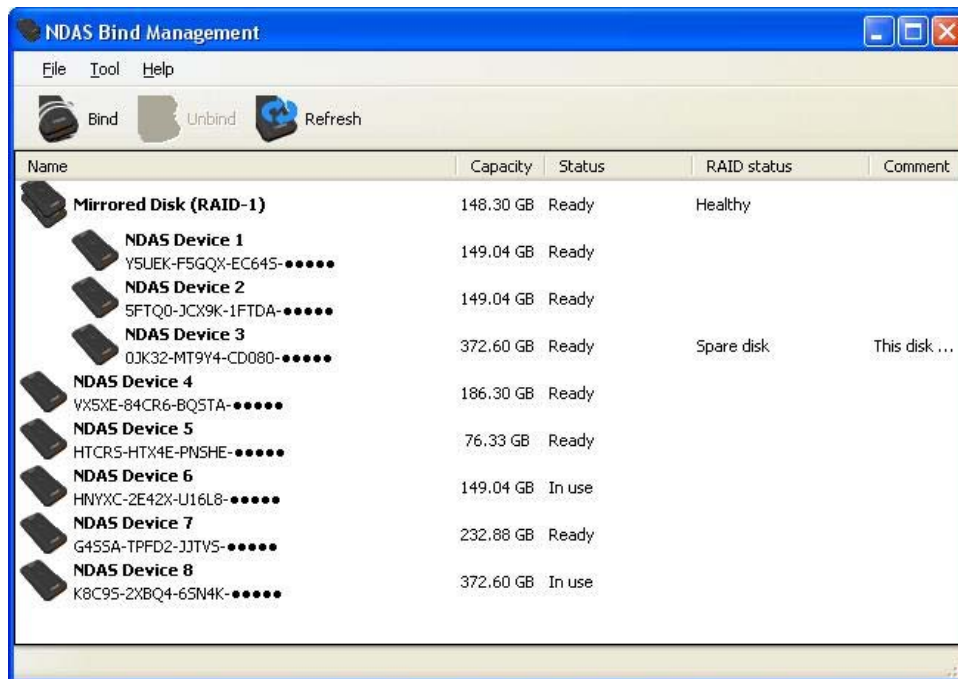 NDAS Bind Management
File Tool Help
Bind Unbind Refresh
Name Capacity Status RAID status Comment
Mirrored Disk (RAID-1) 148.30 GB Ready Healthy
NDAS Device 1
Y5UEK-F5GQX-EC64S-●●●●● 149.04 GB Ready
NDAS Device 2
5FTQ0-JCX9K-1FTDA-●●●●● 149.04 GB Ready
NDAS Device 3
0JK32-MT9Y4-CD080-●●●●● 372.60 GB Ready Spare disk This disk ...
NDAS Device 4
VX5XE-84CR6-BQSTA-●●●●● 186.30 GB Ready
NDAS Device 5
HTCRS-HTX4E-PNSHE-●●●●● 76.33 GB Ready
NDAS Device 6
HNYXC-2E42X-U16L8-●●●●● 149.04 GB In use
NDAS Device 7
G4SSA-TPFD2-JJTVS-●●●●● 232.88 GB Ready
NDAS Device 8
K8C9S-2XBQ4-6SN4K-●●●●● 372.60 GB In use